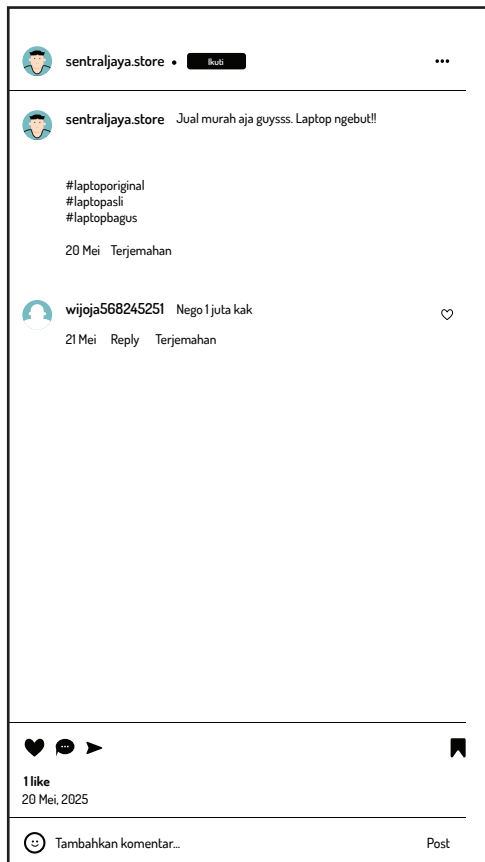 sentraljaya.store • Ikuti
sentraljaya.store Jual murah aja guysss. Laptop ngebut!!
#laptoporiginal
#laptopasli
#laptopbagus
20 Mei Terjemahan
wijoja568245251 Nego 1 juta kak
21 Mei Reply Terjemahan
1 like
20 Mei, 2025
Tambahkan komentar... Post